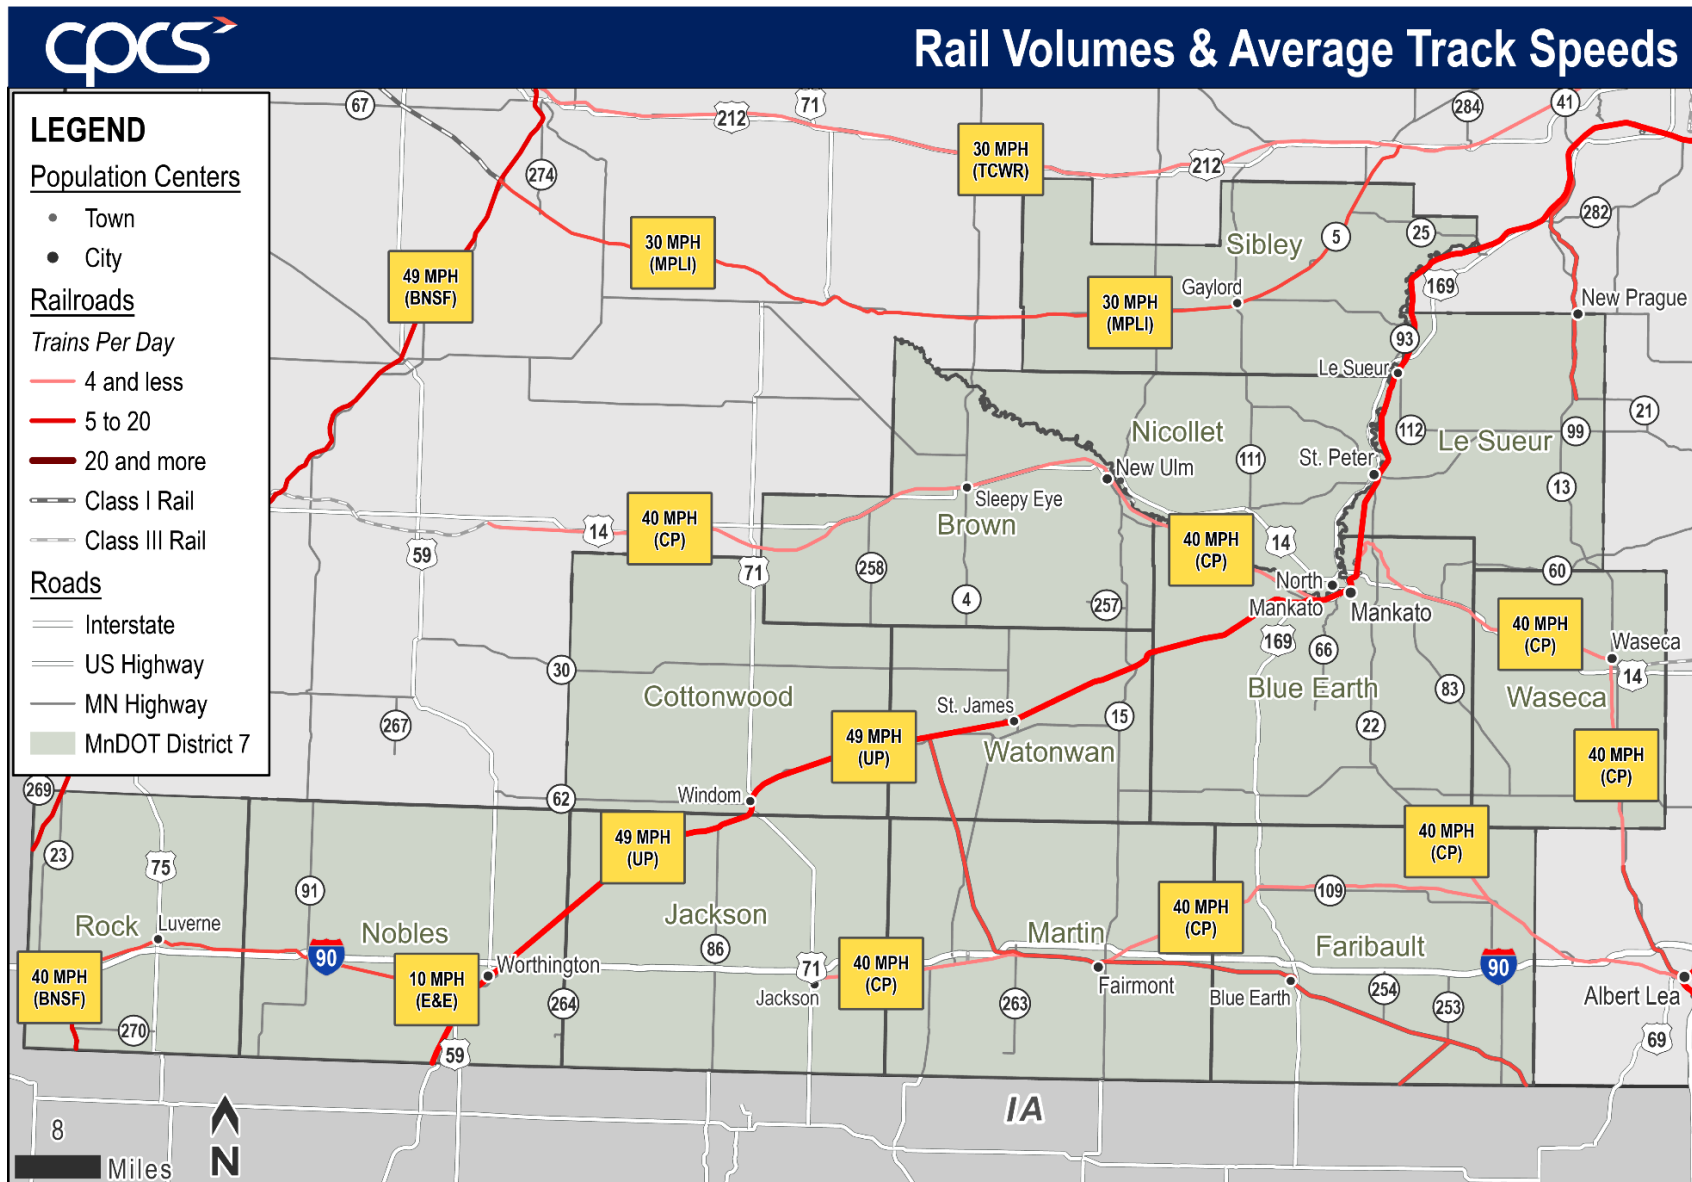 cpcs
Rail Volumes & Average Track Speeds
LEGEND
Population Centers
Town
City
Railroads
Trains Per Day
4 and less
5 to 20
20 and more
Class I Rail
Class III Rail
Roads
Interstate
US Highway
MN Highway
MnDOT District 7
67
212
71
284
41
274
30 MPH
(TCWR)
212
282
30 MPH
(MPLI)
Sibley
5
25
49 MPH
(BNSF)
30 MPH
(MPLI)
Gaylord
169
New Prague
93
Le Sueur
Nicollet
112
Le Sueur
99
21
111
St. Peter
New Ulm
Sleepy Eye
13
Brown
14
40 MPH
(CP)
59
71
258
40 MPH
(CP)
14
60
4
257
North
Mankato
Mankato
169
66
40 MPH
(CP)
Waseca
14
30
Cottonwood
Blue Earth
83
Waseca
267
St. James
15
22
49 MPH
(UP)
Watonwan
40 MPH
(CP)
269
62
Windom
23
75
49 MPH
(UP)
40 MPH
(CP)
91
109
40 MPH
(CP)
Rock
Luverne
Nobles
Jackson
86
Martin
Faribault
90
40 MPH
(BNSF)
10 MPH
(E&E)
Worthington
71
Jackson
40 MPH
(CP)
Fairmont
Blue Earth
254
90
Albert Lea
264
263
253
270
59
69
IA
8
Miles
N